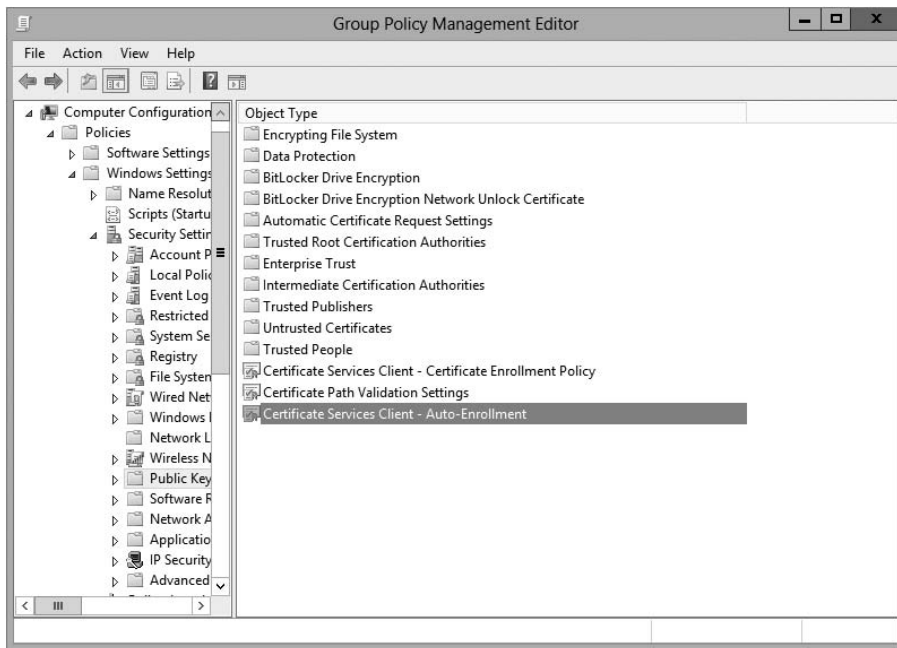 Group Policy Management Editor
File Action View Help
Computer Configuration
Policies
Software Settings
Windows Settings
Name Resolut
Scripts (Startu
Security Settin
Account P
Local Polic
Event Log
Restricted
System Se
Registry
File System
Wired Net
Windows
Network L
Wireless N
Public Key
Software R
Network A
Applicatio
IP Security
Advanced
Object Type
Encrypting File System
Data Protection
BitLocker Drive Encryption
BitLocker Drive Encryption Network Unlock Certificate
Automatic Certificate Request Settings
Trusted Root Certification Authorities
Enterprise Trust
Intermediate Certification Authorities
Trusted Publishers
Untrusted Certificates
Trusted People
Certificate Services Client - Certificate Enrollment Policy
Certificate Path Validation Settings
Certificate Services Client - Auto-Enrollment